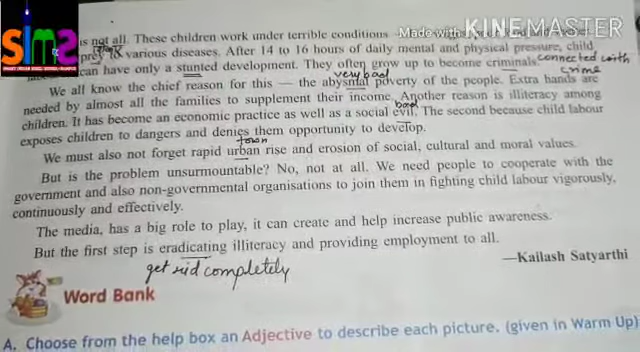 is not all. These children work under terrible conditions
Made with KINEMASTER
prey to various diseases. After 14 to 16 hours of daily mental and physical pressure, child
can have only a stunted development. They often grow up to become criminals. connected with crime
very bad
We all know the chief reason for this — the abysmal poverty of the people. Extra hands are
needed by almost all the families to supplement their income. Another reason is illiteracy among
bad
children. It has become an economic practice as well as a social evil. The second because child labour
exposes children to dangers and denies them opportunity to develop.
town
We must also not forget rapid urban rise and erosion of social, cultural and moral values.
But is the problem unsurmountable? No, not at all. We need people to cooperate with the
government and also non-governmental organisations to join them in fighting child labour vigorously,
continuously and effectively.
The media, has a big role to play, it can create and help increase public awareness.
But the first step is eradicating illiteracy and providing employment to all.
get rid completely
—Kailash Satyarthi
Word Bank
A. Choose from the help box an Adjective to describe each picture. (given in Warm Up)